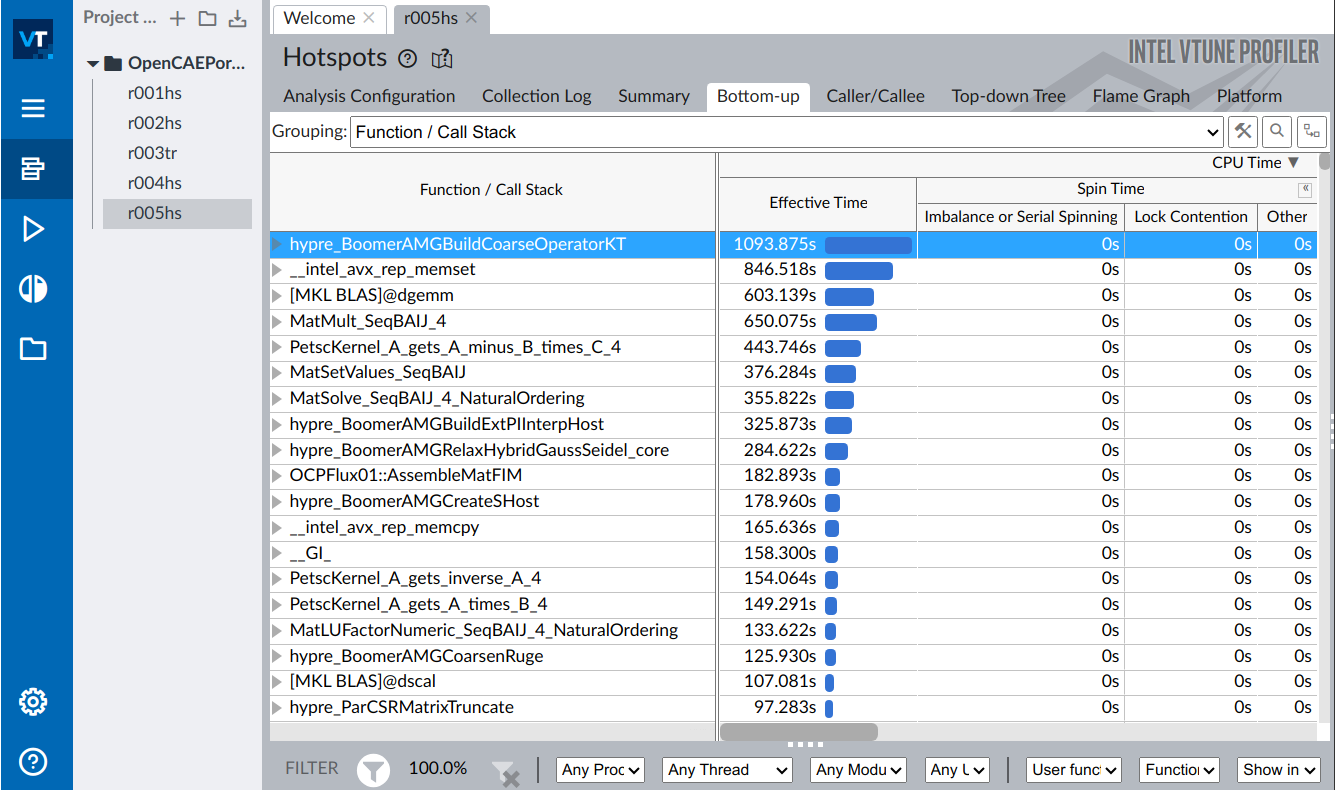 Project ...
VT
OpenCAEPor...
r001hs
r002hs
r003tr
r004hs
r005hs
Welcome
r005hs
Hotspots
INTEL VTUNE PROFILER
Analysis Configuration Collection Log Summary Bottom-up Caller/Callee Top-down Tree Flame Graph Platform
Grouping: Function / Call Stack
Function / Call Stack
CPU Time ▼
Effective Time
Spin Time
Imbalance or Serial Spinning Lock Contention Other
hypre_BoomerAMGBuildCoarseOperatorKT 1093.875s 0s 0s 0s
__intel_avx_rep_memset 846.518s 0s 0s 0s
[MKL BLAS]@dgemm 603.139s 0s 0s 0s
MatMult_SeqBAIJ_4 650.075s 0s 0s 0s
PetscKernel_A_gets_A_minus_B_times_C_4 443.746s 0s 0s 0s
MatSetValues_SeqBAIJ 376.284s 0s 0s 0s
MatSolve_SeqBAIJ_4_NaturalOrdering 355.822s 0s 0s 0s
hypre_BoomerAMGBuildExtPIInterpHost 325.873s 0s 0s 0s
hypre_BoomerAMGRelaxHybridGaussSeidel_core 284.622s 0s 0s 0s
OCPFlux01::AssembleMatFIM 182.893s 0s 0s 0s
hypre_BoomerAMGCreateSHost 178.960s 0s 0s 0s
__intel_avx_rep_memcpy 165.636s 0s 0s 0s
__GI_ 158.300s 0s 0s 0s
PetscKernel_A_gets_inverse_A_4 154.064s 0s 0s 0s
PetscKernel_A_gets_A_times_B_4 149.291s 0s 0s 0s
MatLUFactorNumeric_SeqBAIJ_4_NaturalOrdering 133.622s 0s 0s 0s
hypre_BoomerAMGCoarsenRuge 125.930s 0s 0s 0s
[MKL BLAS]@dscal 107.081s 0s 0s 0s
hypre_ParCSRMatrixTruncate 97.283s 0s 0s 0s
FILTER 100.0% Any Proc Any Thread Any Modu Any U User funct Function Show in